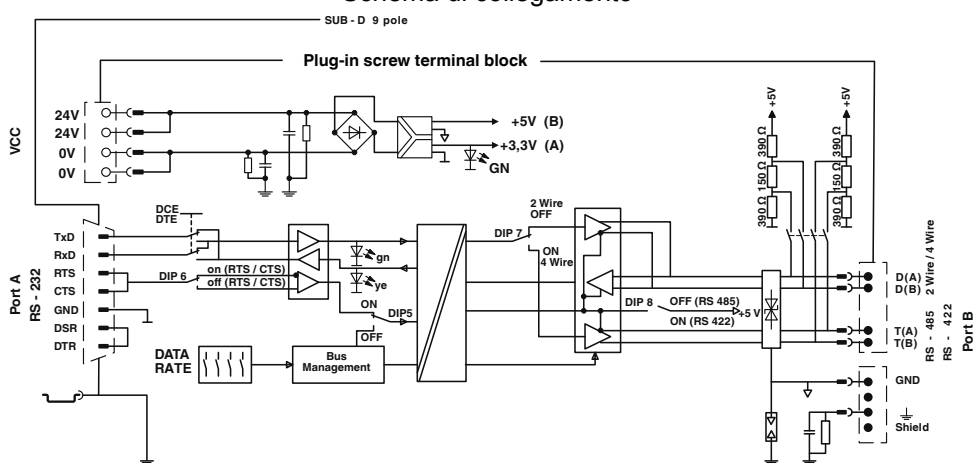 Schema di collegamento
SUB - D 9 pole
Plug-in screw terminal block
VCC
24V
24V
0V
0V
+5V (B)
+3,3V (A)
GN
+5V
+5V
390 Ω
150 Ω
390 Ω
390 Ω
150 Ω
390 Ω
Port A
RS - 232
TxD
RxD
RTS
CTS
GND
DSR
DTR
DCE
DTE
DIP 6
on (RTS / CTS)
off (RTS / CTS)
gn
ye
ON
DIP5
OFF
DATA
RATE
Bus
Management
2 Wire
OFF
DIP 7
ON
4 Wire
DIP 8
OFF (RS 485)
+5 V
ON (RS 422)
D(A)
D(B)
T(A)
T(B)
GND
Shield
2 Wire / 4 Wire
RS - 485
RS - 422
Port B